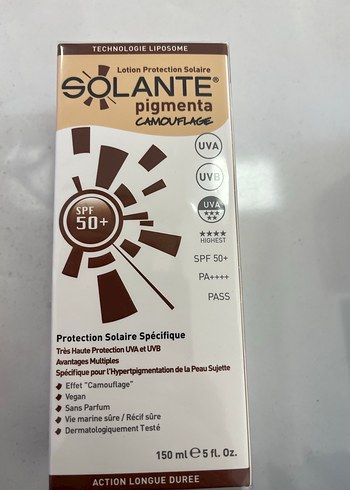 TECHNOLOGIE LIPOSOME
Lotion Protection Solaire
SOLANTE®
pigmenta
CAMOUFLAGE
UVA
UVB
UVA
★★★
★★
★★★★
HIGHEST
SPF 50+
PA++++
PASS
SPF
50+
Protection Solaire Spécifique
Très Haute Protection UVA et UVB
Avantages Multiples
Spécifique pour l'Hypertpigmentation de la Peau Sujette
Effet "Camouflage"
Vegan
Sans Parfum
Vie marine sûre / Récif sûre
Dermatologiquement Testé
150 ml ℮ 5 fl. Oz.
ACTION LONGUE DUREE